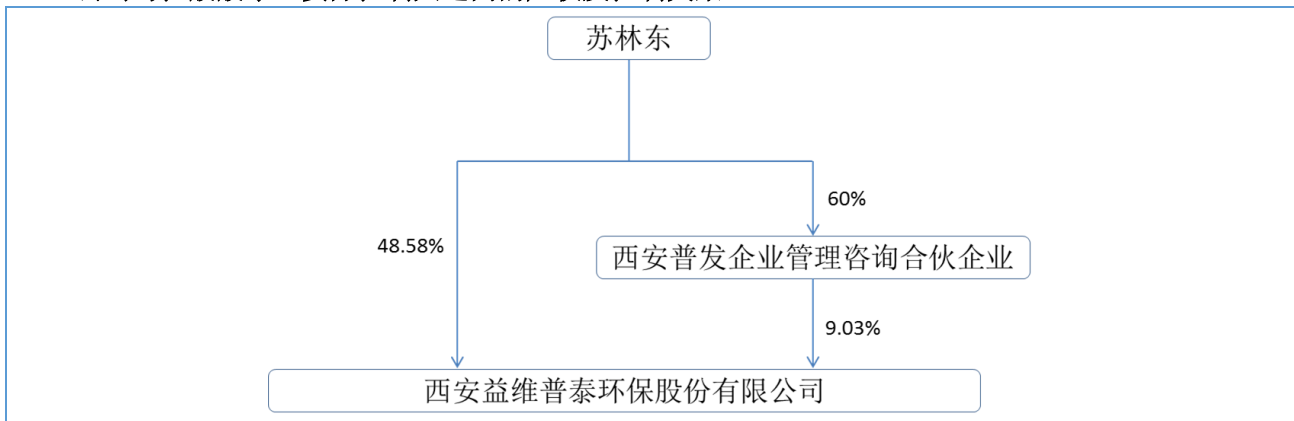 苏林东
60%
48.58%
西安普发企业管理咨询合伙企业
9.03%
西安益维普泰环保股份有限公司